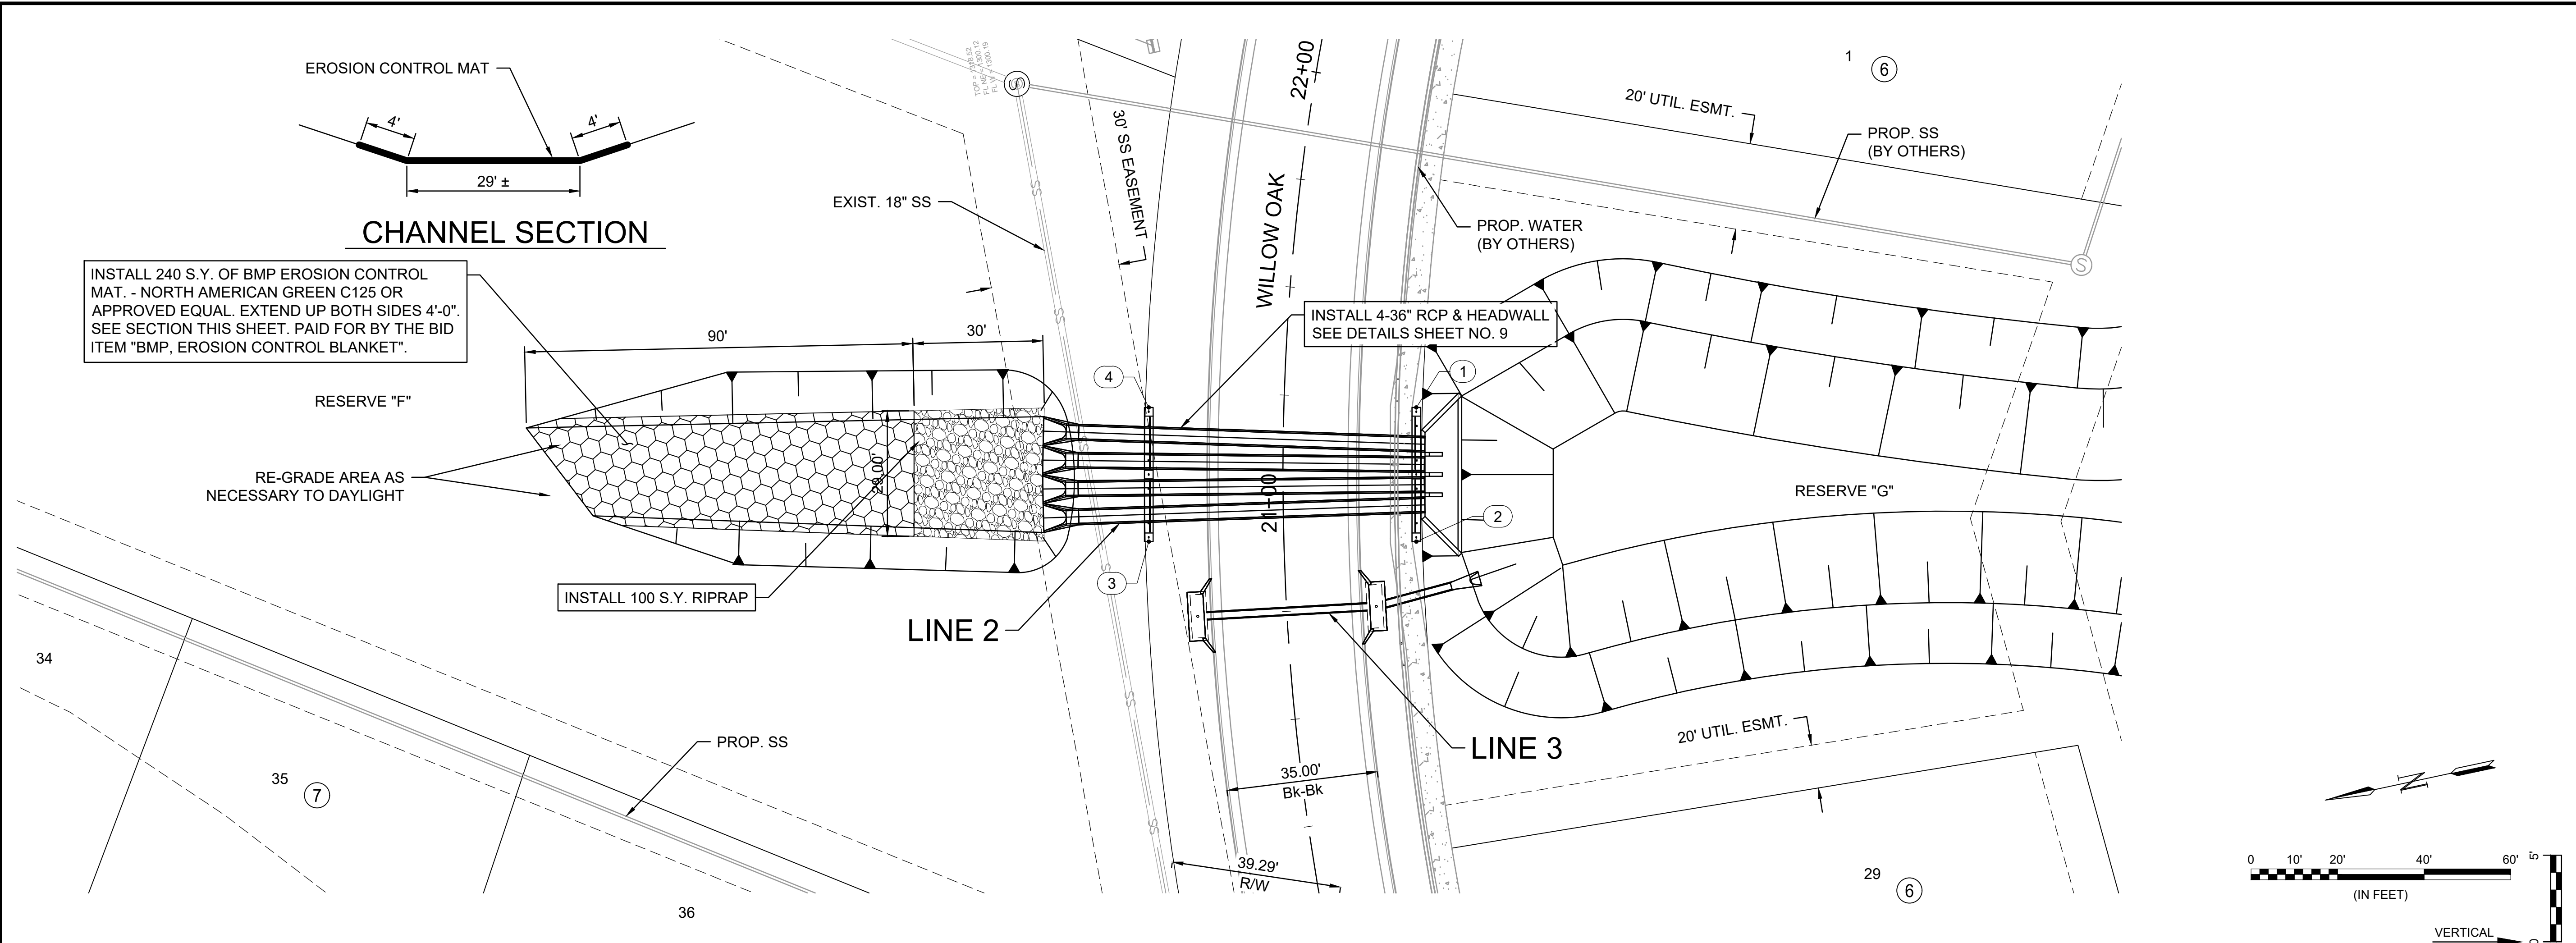 EROSION CONTROL MAT
4'
4'
29' ±
CHANNEL SECTION
INSTALL 240 S.Y. OF BMP EROSION CONTROL
MAT. - NORTH AMERICAN GREEN C125 OR
APPROVED EQUAL. EXTEND UP BOTH SIDES 4'-0".
SEE SECTION THIS SHEET. PAID FOR BY THE BID
ITEM "BMP, EROSION CONTROL BLANKET".
RESERVE "F"
RE-GRADE AREA AS
NECESSARY TO DAYLIGHT
90'
30'
29.00'
INSTALL 100 S.Y. RIPRAP
LINE 2
EXIST. 18" SS
30' SS EASEMENT
S
S
S
S
S
S
S
WILLOW OAK
22+00
21+00
INSTALL 4-36" RCP & HEADWALL
SEE DETAILS SHEET NO. 9
4
1
2
3
LINE 3
35.00'
Bk-Bk
39.29'
R/W
1
6
20' UTIL. ESMT.
PROP. SS
(BY OTHERS)
PROP. WATER
(BY OTHERS)
S
RESERVE "G"
20' UTIL. ESMT.
29
6
34
35
7
36
PROP. SS
N
0 10' 20' 40' 60'
(IN FEET)
5'
0
VERTICAL